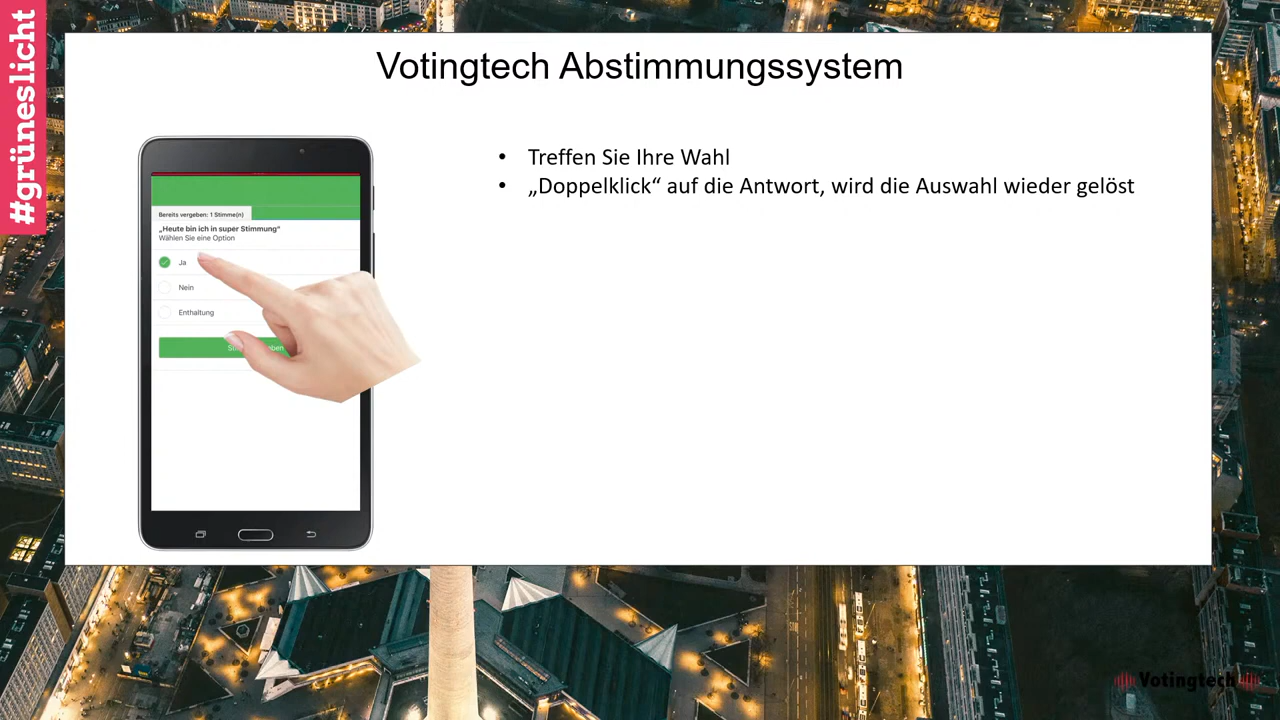 #grüneslicht
Votingtech Abstimmungssystem
• Treffen Sie Ihre Wahl
• „Doppelklick“ auf die Antwort, wird die Auswahl wieder gelöst
Bereits vergeben: 1 Stimme(n)
„Heute bin ich in super Stimmung“
Wählen Sie eine Option
Ja
Nein
Enthaltung
Votingtech